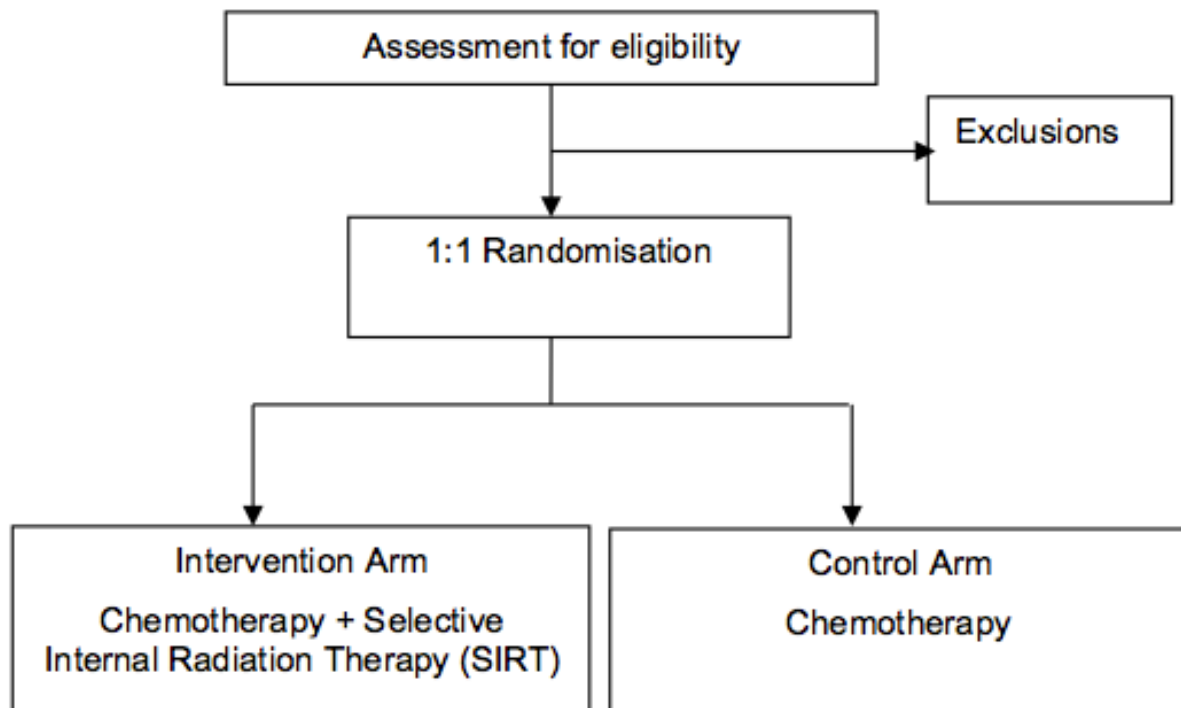 Assessment for eligibility
Exclusions
1:1 Randomisation
Intervention Arm
Chemotherapy + Selective
Internal Radiation Therapy (SIRT)
Control Arm
Chemotherapy